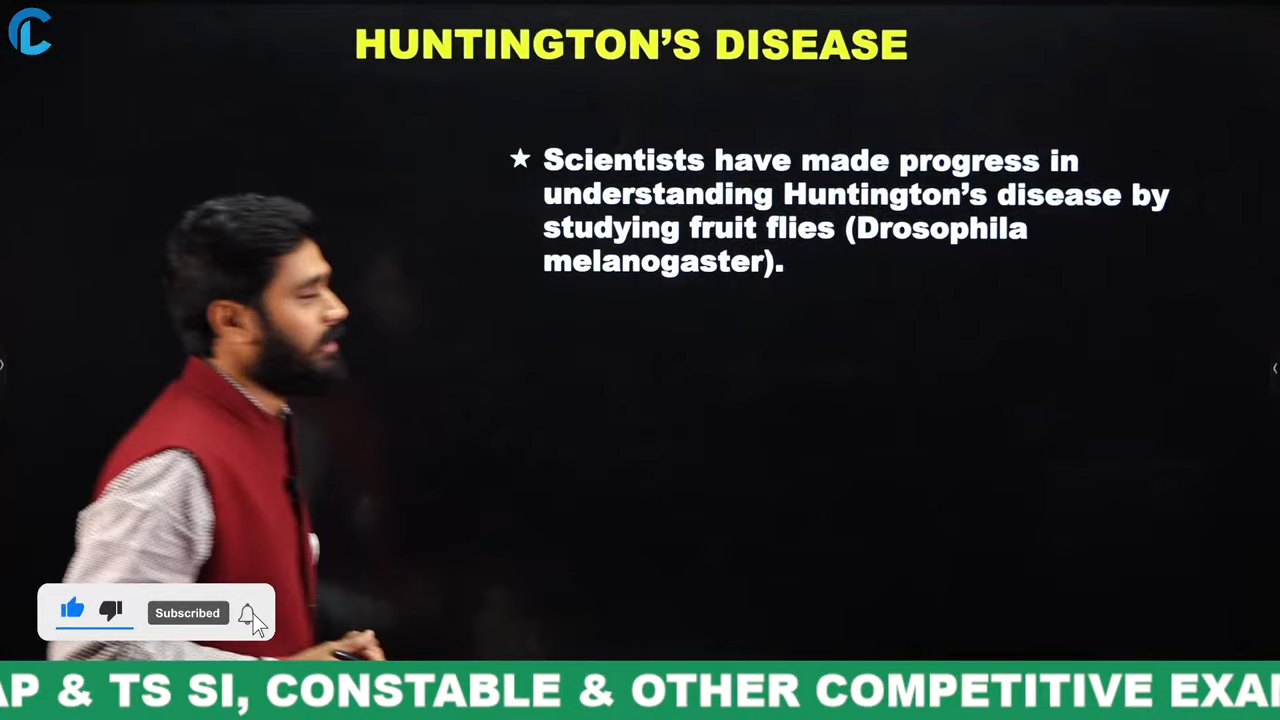 HUNTINGTON’S DISEASE
★ Scientists have made progress in
understanding Huntington’s disease by
studying fruit flies (Drosophila
melanogaster).
Subscribed
AP & TS SI, CONSTABLE & OTHER COMPETITIVE EXA